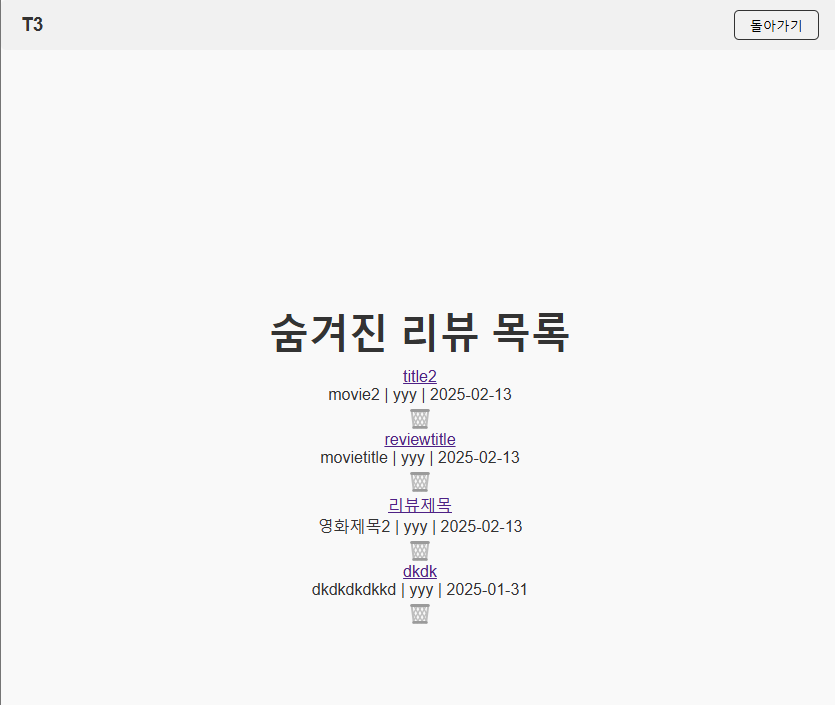 T3
돌아가기
숨겨진 리뷰 목록
title2
movie2 | yyy | 2025-02-13
reviewtitle
movietitle | yyy | 2025-02-13
리뷰제목
영화제목2 | yyy | 2025-02-13
dkdk
dkdkdkdkkd | yyy | 2025-01-31